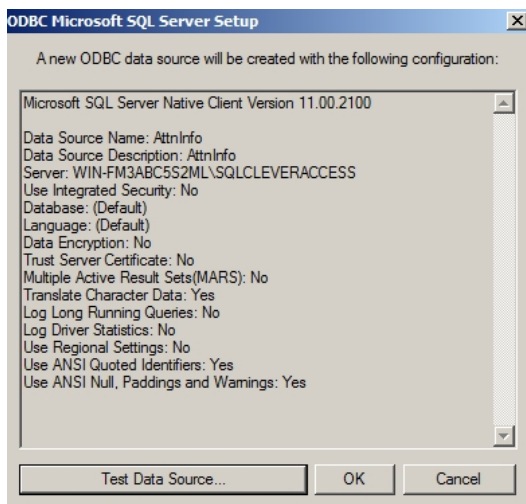 ODBC Microsoft SQL Server Setup
A new ODBC data source will be created with the following configuration:
Microsoft SQL Server Native Client Version 11.00.2100
Data Source Name: AttnInfo
Data Source Description: AttnInfo
Server: WIN-FM3ABC5S2ML\SQLCLEVERACCESS
Use Integrated Security: No
Database: (Default)
Language: (Default)
Data Encryption: No
Trust Server Certificate: No
Multiple Active Result Sets(MARS): No
Translate Character Data: Yes
Log Long Running Queries: No
Log Driver Statistics: No
Use Regional Settings: No
Use ANSI Quoted Identifiers: Yes
Use ANSI Null, Paddings and Warnings: Yes
Test Data Source... OK Cancel